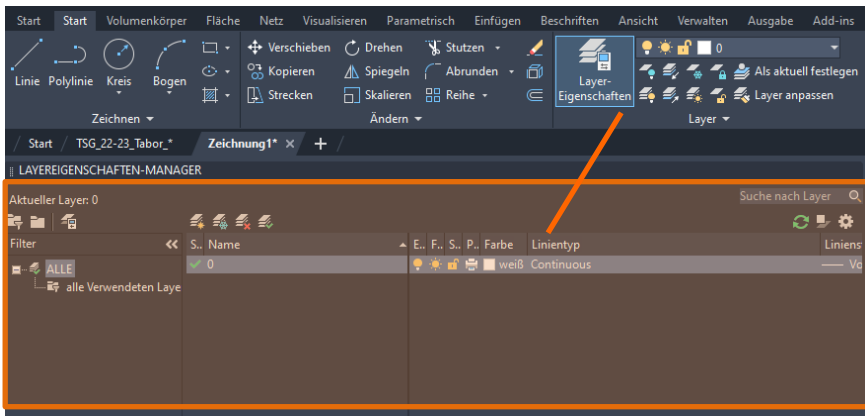 Start Start Volumenkörper Fläche Netz Visualisieren Parametrisch Einfügen Beschriften Ansicht Verwalten Ausgabe Add-ins
Linie Polylinie Kreis Bogen
Verschieben Drehen Stutzen
Kopieren Spiegeln Abrunden
Strecken Skalieren Reihe
Layer-
Eigenschaften
0
Als aktuell festlegen
Layer anpassen
Zeichnen Ändern Layer
Start / TSG_22-23_Tabor_* Zeichnung1*
LAYEREIGENSCHAFTEN-MANAGER
Aktueller Layer: 0
Suche nach Layer
Filter S.. Name E.. F.. S.. P.. Farbe Linientyp Liniens
ALLE 0 weiß Continuous Vo
alle Verwendeten Laye